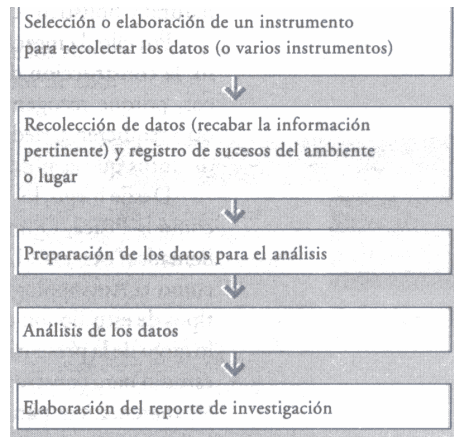 Selección o elaboración de un instrumento
para recolectar los datos (o varios instrumentos)
Recolección de datos (recabar la información
pertinente) y registro de sucesos del ambiente
o lugar
Preparación de los datos para el análisis
Análisis de los datos
Elaboración del reporte de investigación